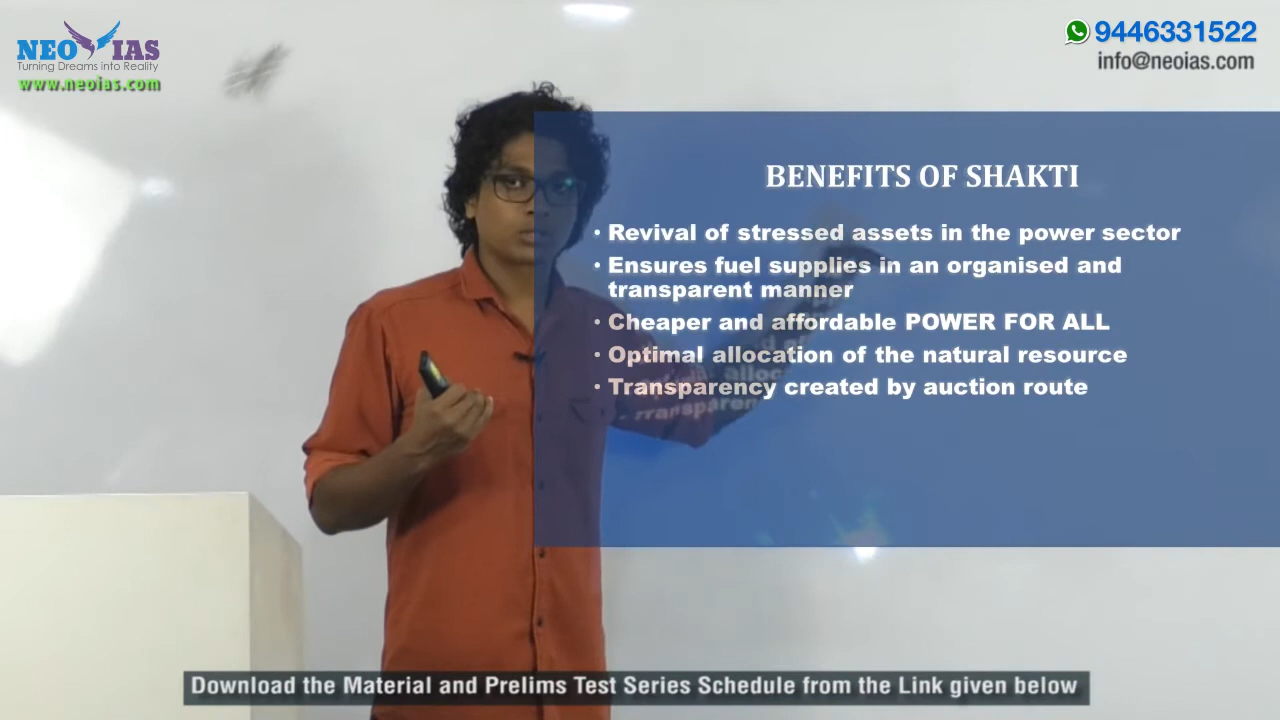 NEO IAS
Turning Dreams into Reality
www.neoias.com
9446331522
info@neoias.com
BENEFITS OF SHAKTI
• Revival of stressed assets in the power sector
• Ensures fuel supplies in an organised and
transparent manner
• Cheaper and affordable POWER FOR ALL
• Optimal allocation of the natural resource
• Transparency created by auction route
Download the Material and Prelims Test Series Schedule from the Link given below